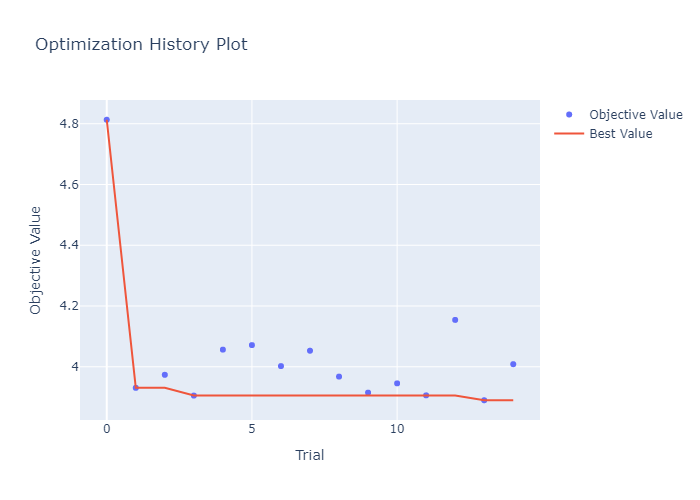 Optimization History Plot
Objective Value
Best Value
4.8
4.6
4.4
4.2
4
Objective Value
0
5
10
Trial